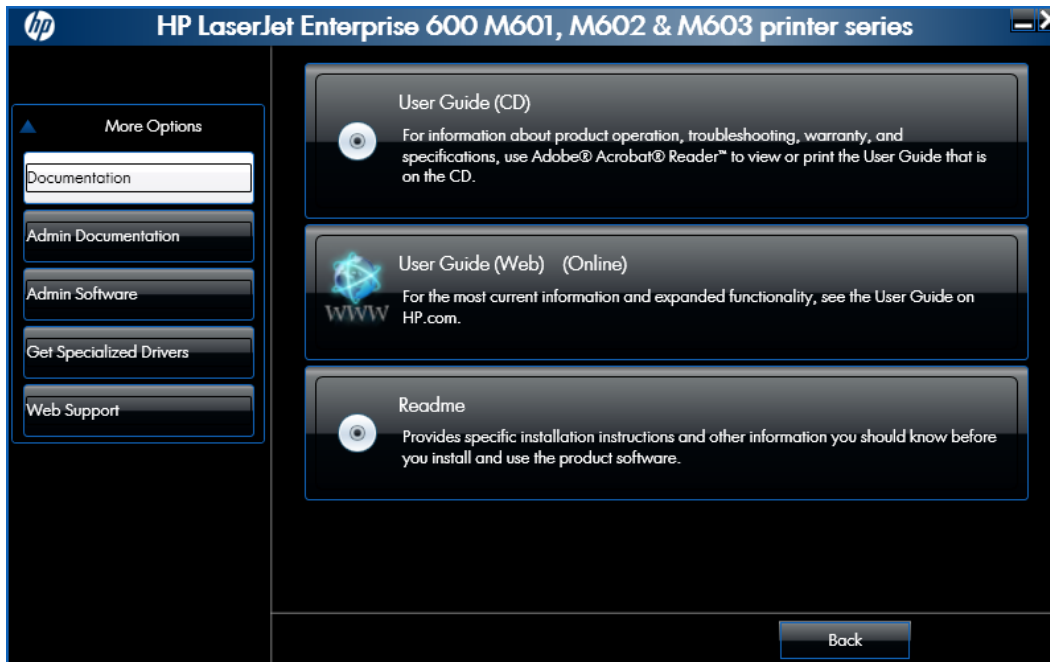 hp HP LaserJet Enterprise 600 M601, M602 & M603 printer series
More Options
Documentation
Admin Documentation
Admin Software
Get Specialized Drivers
Web Support
User Guide (CD)
For information about product operation, troubleshooting, warranty, and
specifications, use Adobe® Acrobat® Reader™ to view or print the User Guide that is
on the CD.
User Guide (Web) (Online)
WWW
For the most current information and expanded functionality, see the User Guide on
HP.com.
Readme
Provides specific installation instructions and other information you should know before
you install and use the product software.
Back